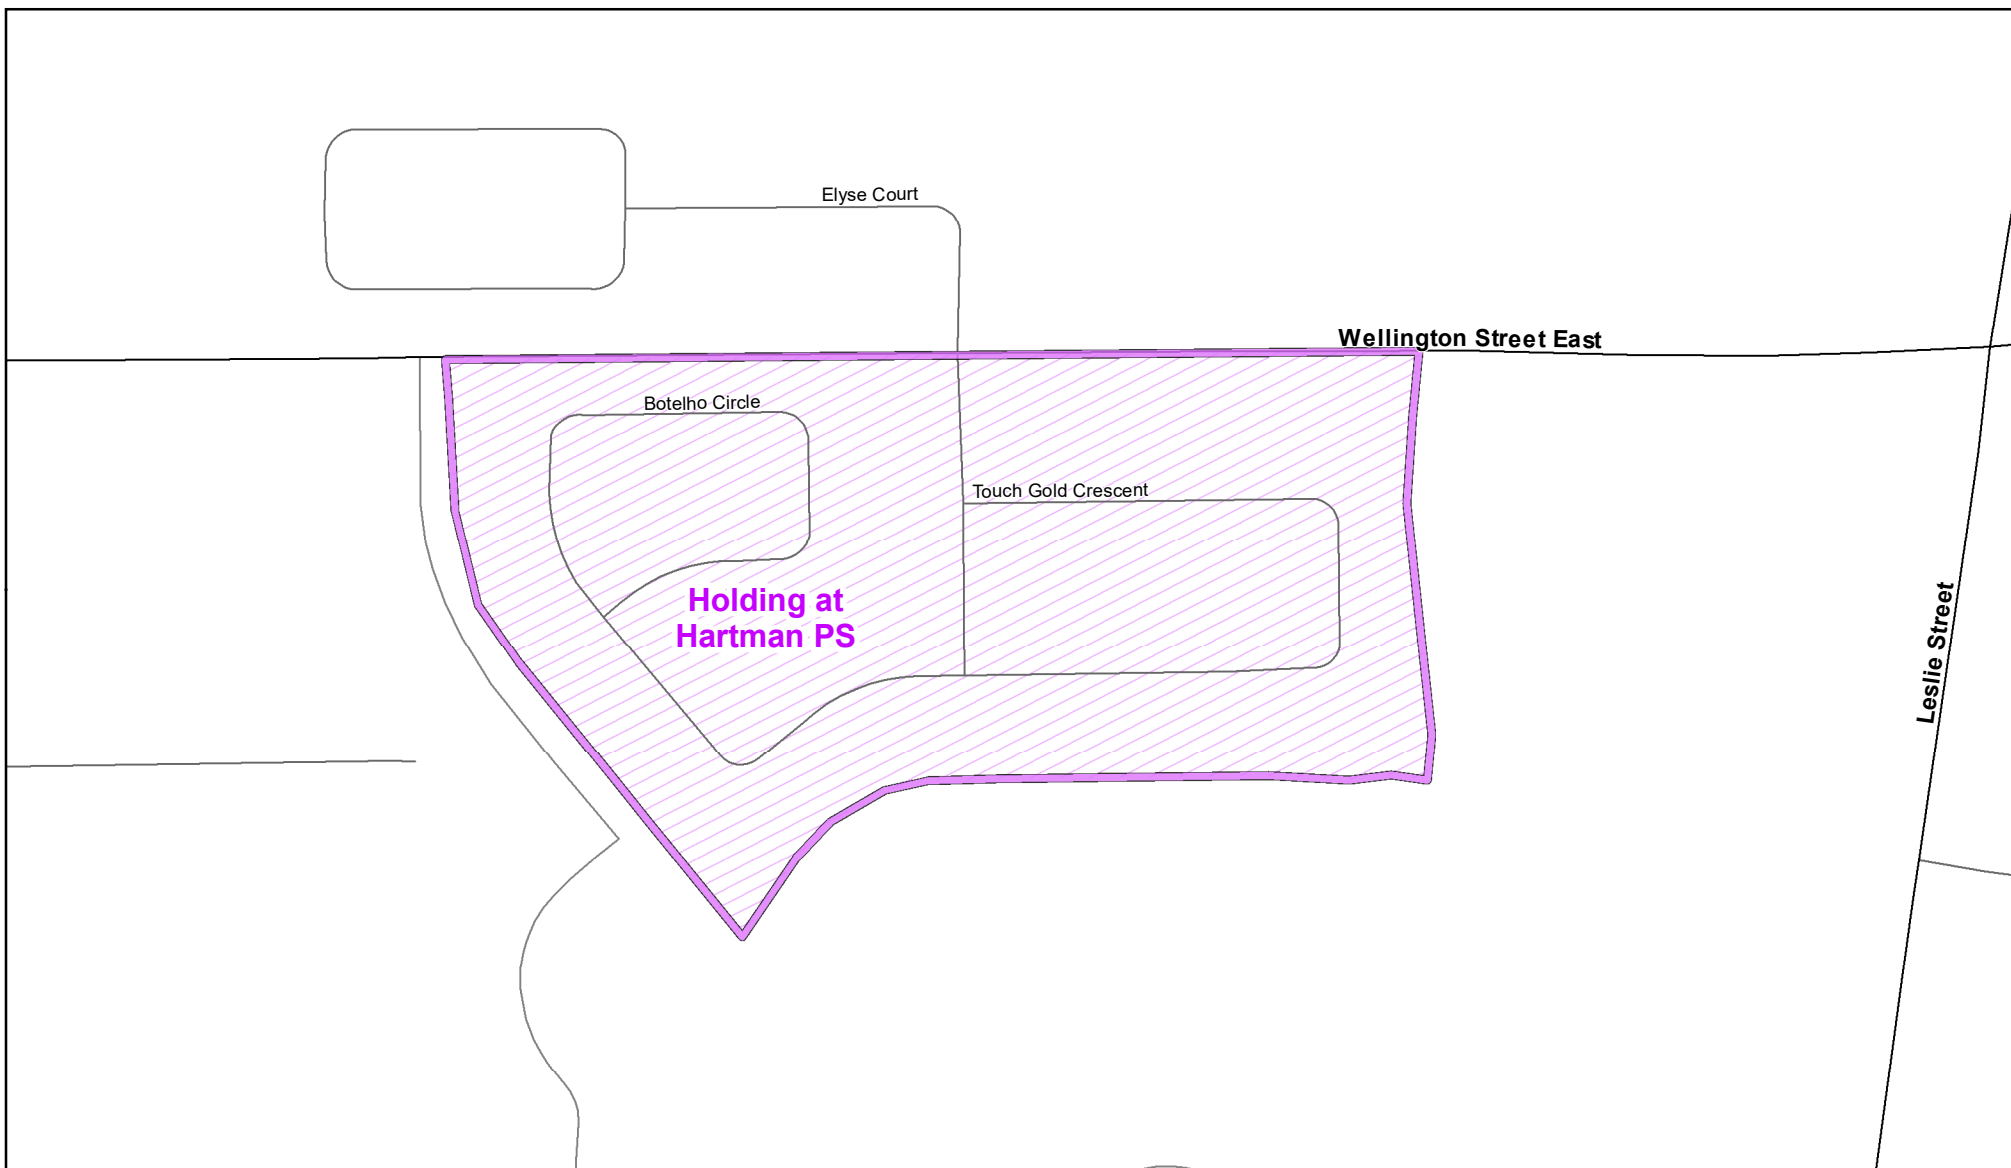 Elyse Court
Wellington Street East
Botelho Circle
Touch Gold Crescent
Holding at
Hartman PS
Leslie Street